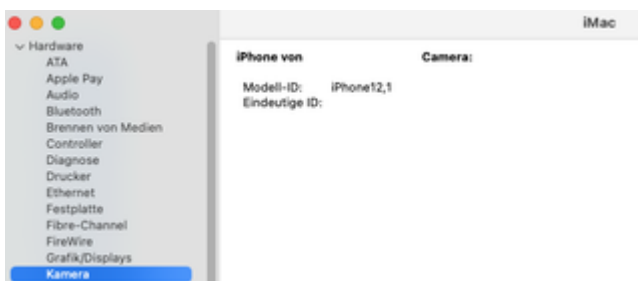 iMac
Hardware
ATA
Apple Pay
Audio
Bluetooth
Brennen von Medien
Controller
Diagnose
Drucker
Ethernet
Festplatte
Fibre-Channel
FireWire
Grafik/Displays
Kamera
iPhone von Camera:
Modell-ID: iPhone12,1
Eindeutige ID: